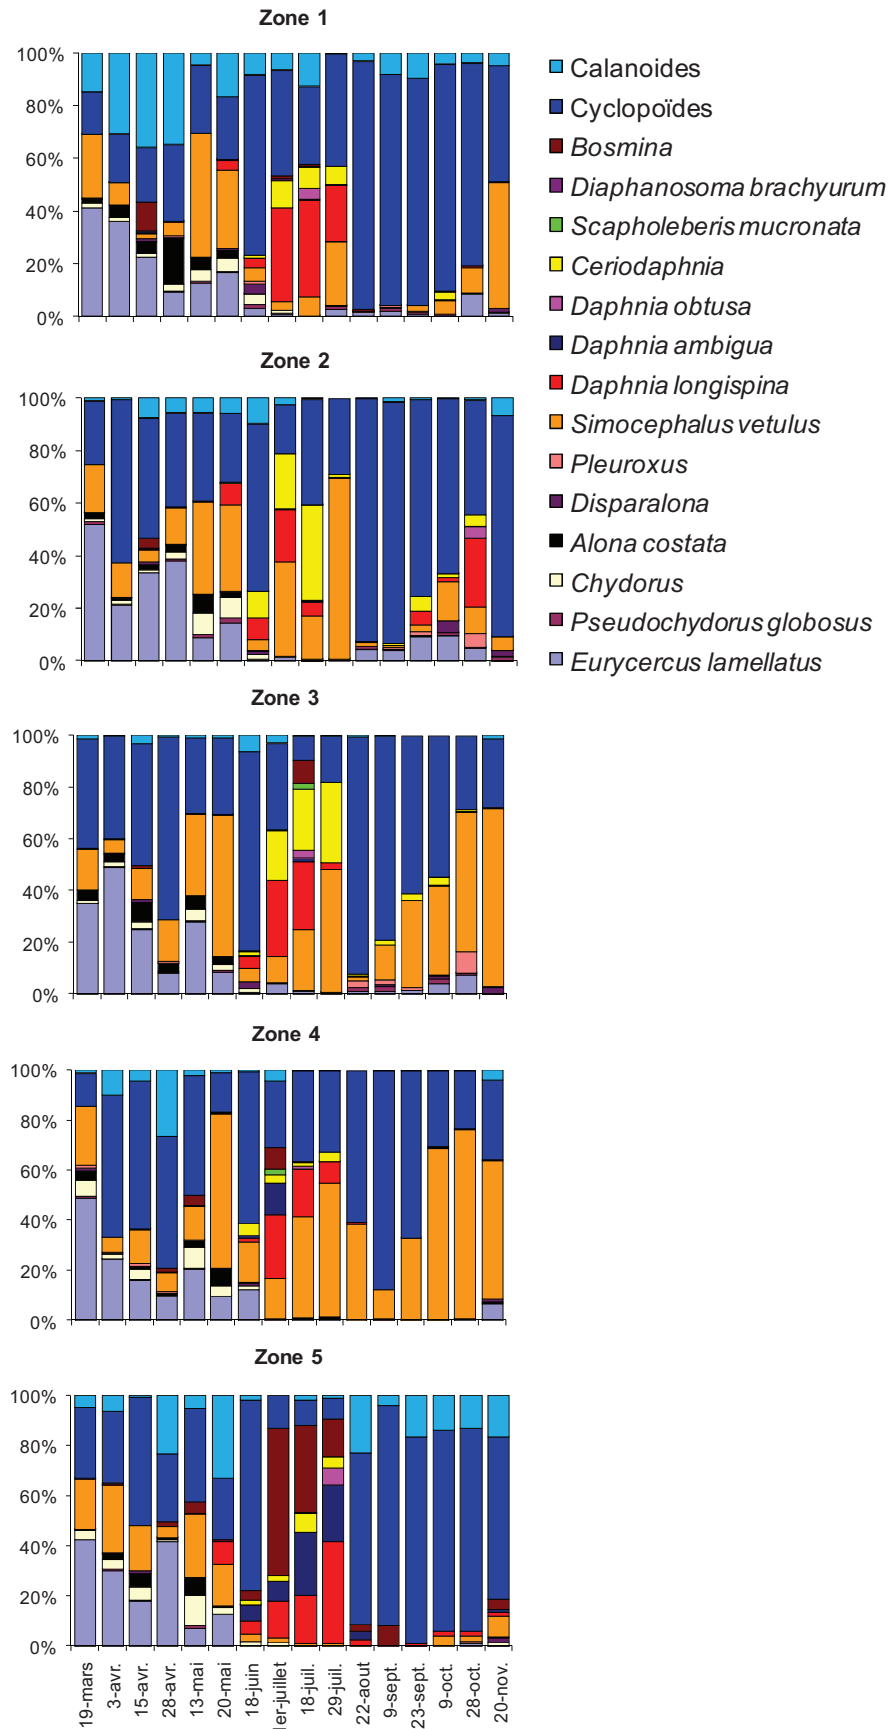 Zone 1
100%
80%
60%
40%
20%
0%
Calanoides
Cyclopoïdes
Bosmina
Diaphanosoma brachyurum
Scapholeberis mucronata
Ceriodaphnia
Daphnia obtusa
Daphnia ambigua
Daphnia longispina
Simocephalus vetulus
Pleuroxus
Disparalona
Alona costata
Chydorus
Pseudochydorus globosus
Eurycercus lamellatus
Zone 2
100%
80%
60%
40%
20%
0%
Zone 3
100%
80%
60%
40%
20%
0%
Zone 4
100%
80%
60%
40%
20%
0%
Zone 5
100%
80%
60%
40%
20%
0%
19-mars
3-avr.
15-avr.
28-avr.
13-mai
20-mai
18-juin
1er-juillet
18-juil.
29-juil.
22-aout
9-sept.
23-sept.
9-oct.
28-oct.
20-nov.